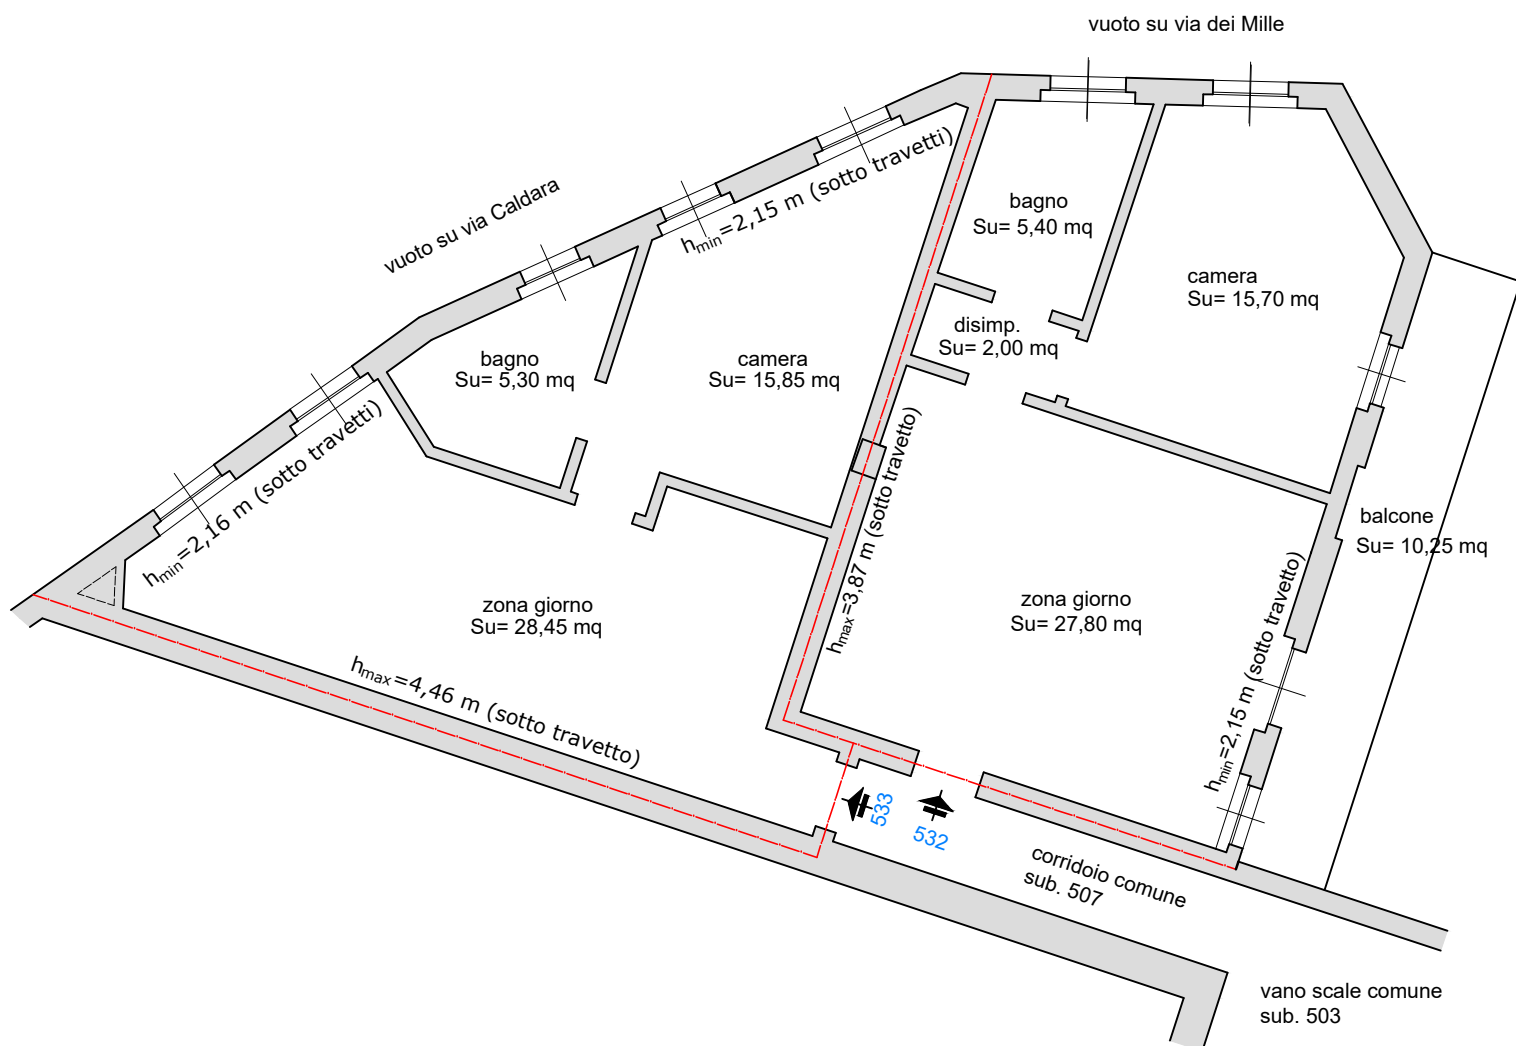 vuoto su via dei Mille
vuoto su via Caldara
hmin=2,15 m (sotto travetti)
bagno
Su= 5,40 mq
camera
Su= 15,70 mq
disimp.
Su= 2,00 mq
bagno
Su= 5,30 mq
camera
Su= 15,85 mq
hmin=2,16 m (sotto travetti)
hmax=3,87 m (sotto travetto)
balcone
Su= 10,25 mq
zona giorno
Su= 28,45 mq
zona giorno
Su= 27,80 mq
hmin=2,15 m (sotto travetto)
hmax=4,46 m (sotto travetto)
533
532
corridoio comune
sub. 507
vano scale comune
sub. 503